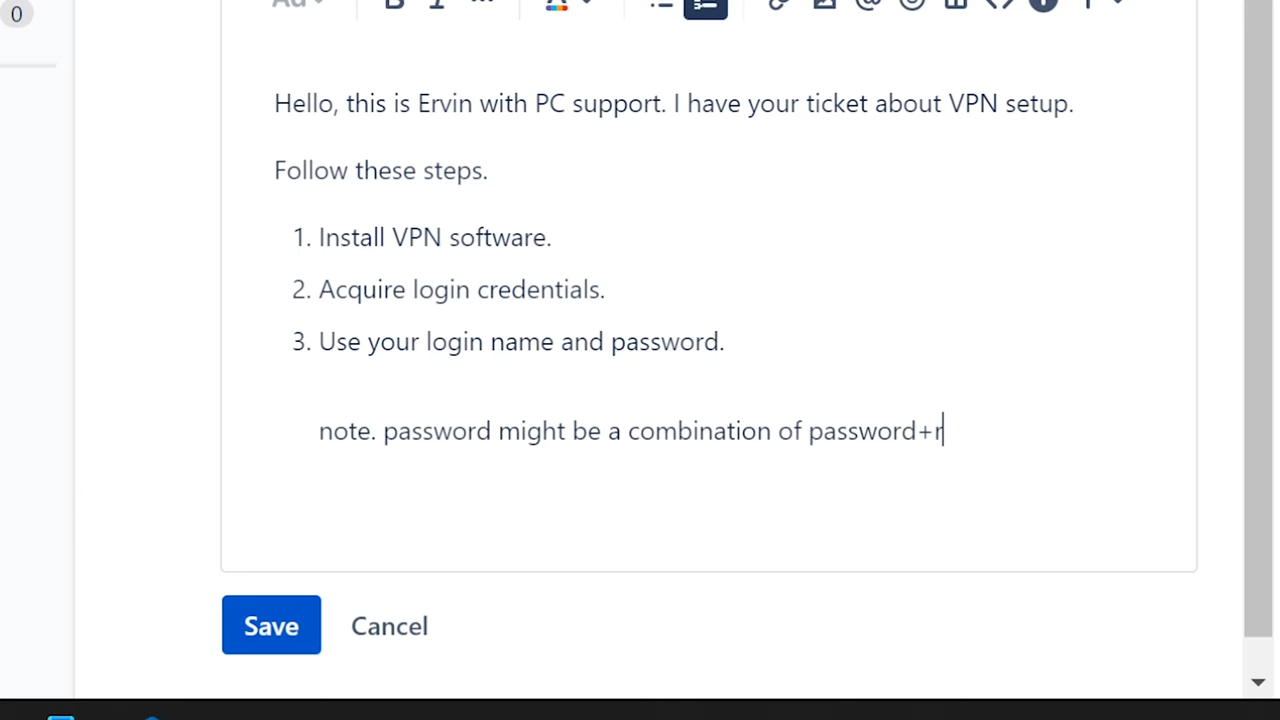 0
Hello, this is Ervin with PC support. I have your ticket about VPN setup.
Follow these steps.
1. Install VPN software.
2. Acquire login credentials.
3. Use your login name and password.
note. password might be a combination of password+r
Save Cancel